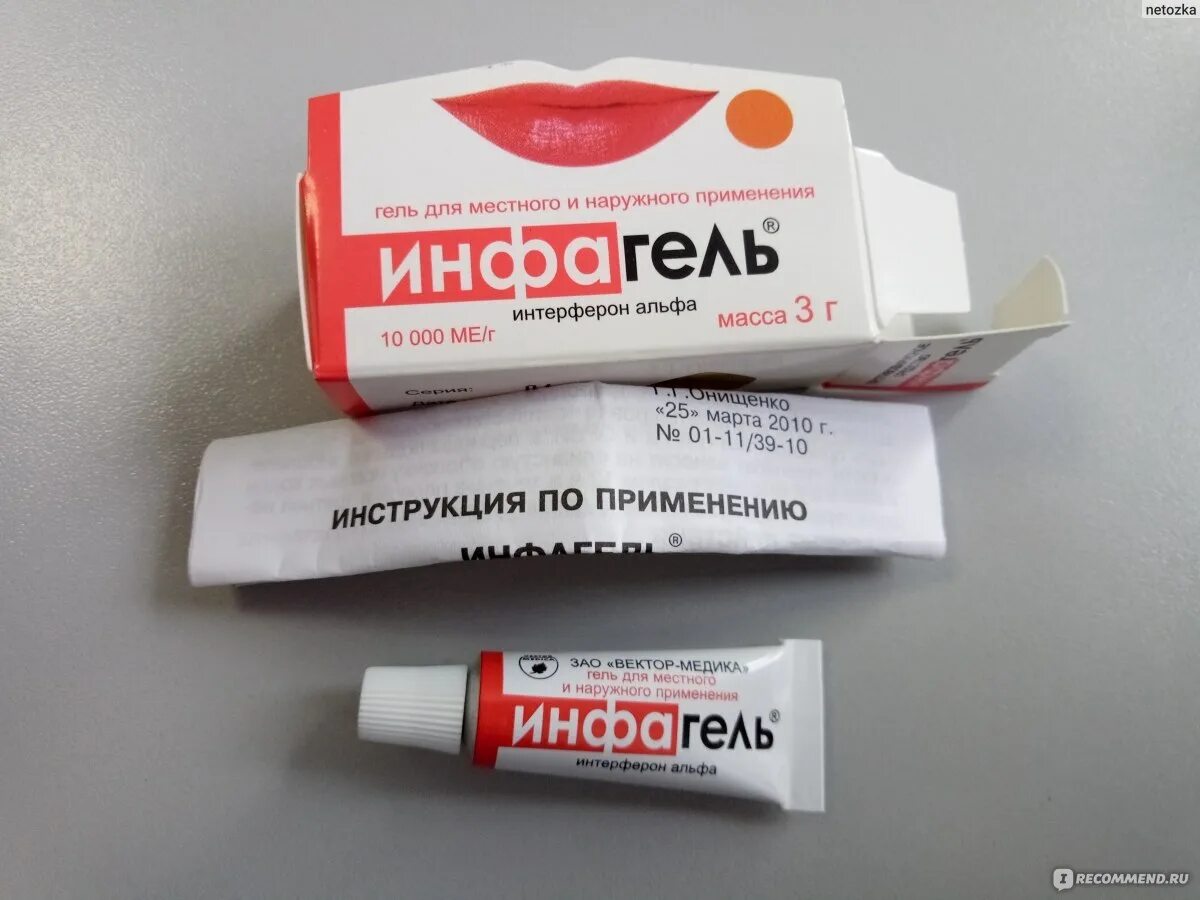 netozka
гель для местного и наружного применения
ИНФАГЕЛЬ®
интерферон альфа
10 000 МЕ/г
масса 3 г
Серия:
Г.Г.Онищенко
«25» марта 2010 г.
№ 01-11/39-10
ИНСТРУКЦИЯ ПО ПРИМЕНЕНИЮ
ИНФАГЕЛЬ®
ЗАО «ВЕКТОР-МЕДИКА»
гель для местного
и наружного применения
ИНФАГЕЛЬ®
интерферон альфа
IRECOMMEND.RU